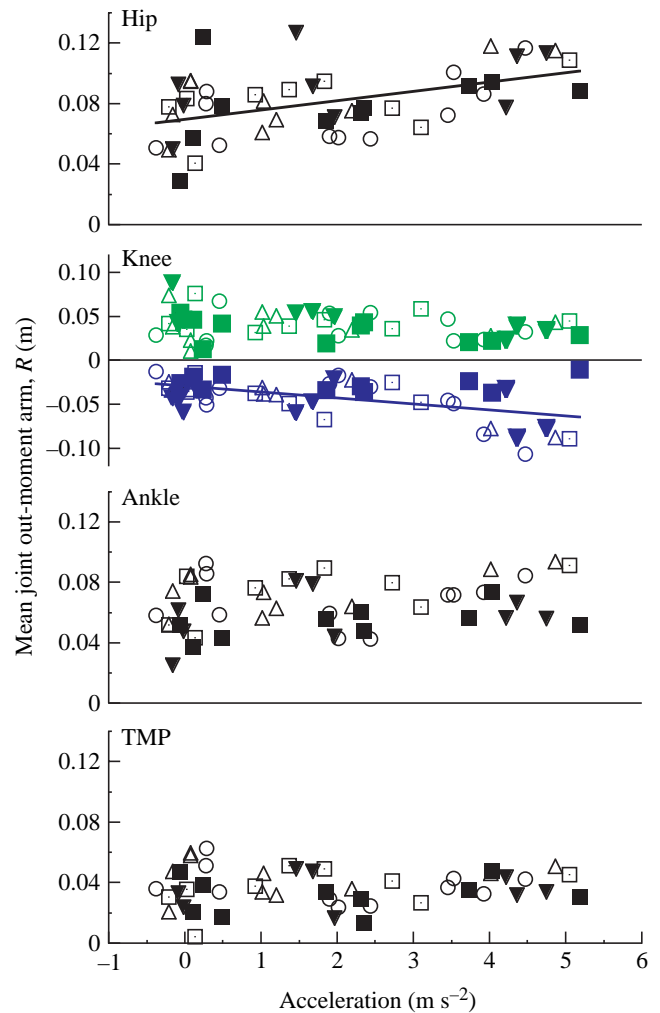 Hip
0.12
0.08
0.04
0
Knee
0.10
0.05
0
−0.05
−0.10
Ankle
0.12
0.08
0.04
0
TMP
0.12
0.08
0.04
0
−1 0 1 2 3 4 5 6
Acceleration (m s−2)
Mean joint out-moment arm, R (m)